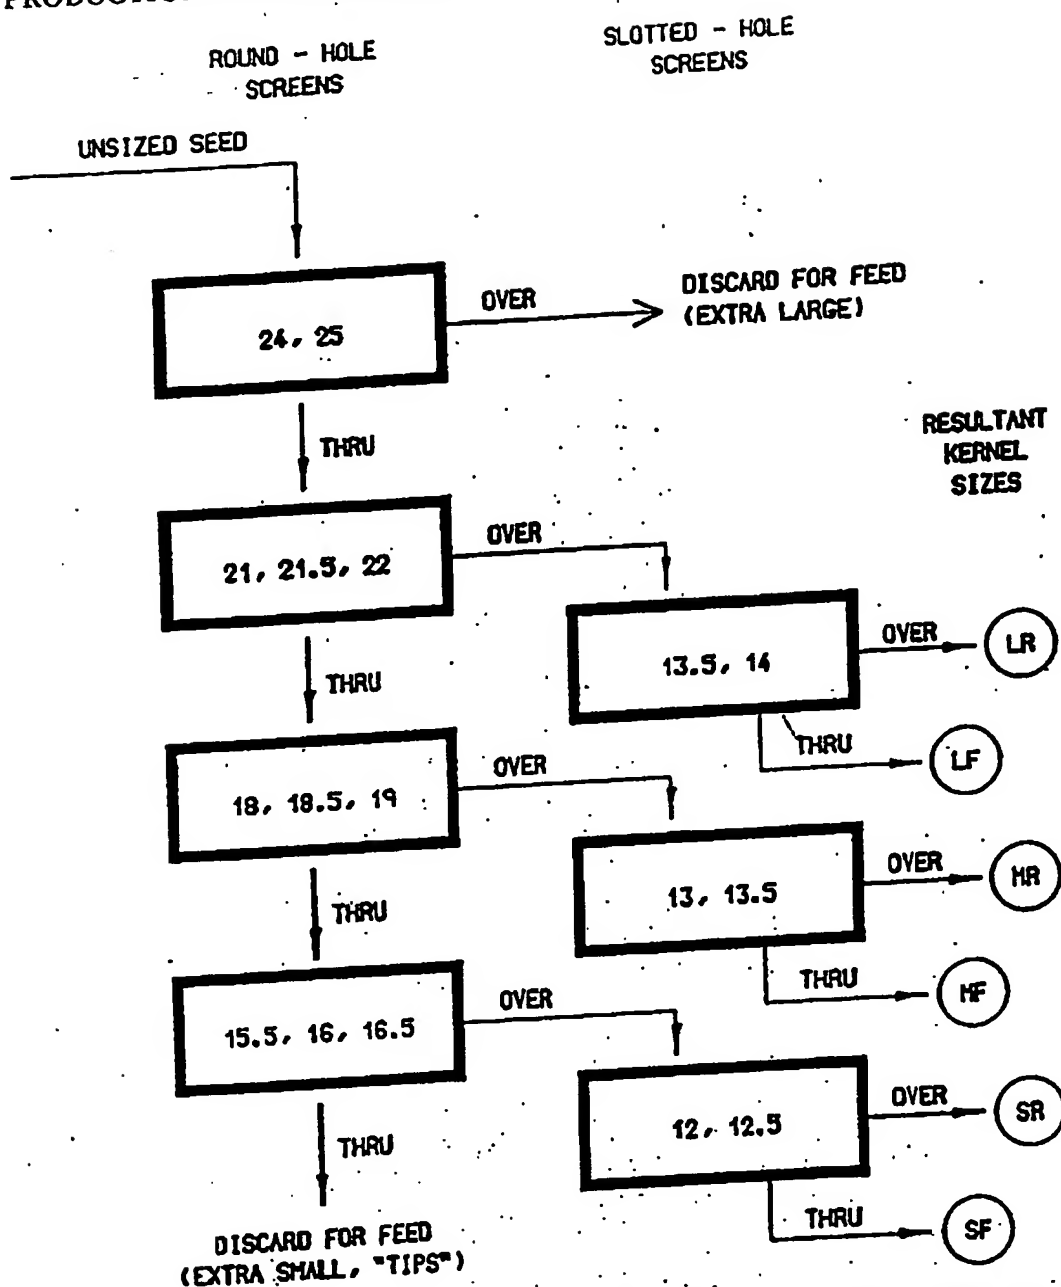 ROUND - HOLE
SCREENS
SLOTTED - HOLE
SCREENS
UNSIZED SEED
24, 25
OVER
DISCARD FOR FEED
(EXTRA LARGE)
THRU
RESULTANT
KERNEL
SIZES
21, 21.5, 22
OVER
13.5, 14
OVER
LR
THRU
THRU
LF
18, 18.5, 19
OVER
13, 13.5
OVER
MR
THRU
THRU
MF
15.5, 16, 16.5
OVER
12, 12.5
OVER
SR
THRU
THRU
SF
DISCARD FOR FEED
(EXTRA SMALL, "TIPS")